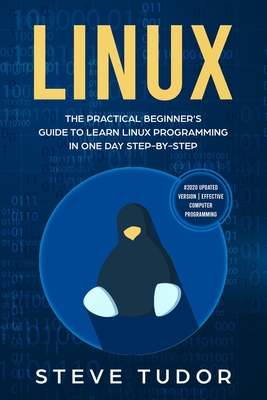 LINUX
THE PRACTICAL BEGINNER'S
GUIDE TO LEARN LINUX PROGRAMMING
IN ONE DAY STEP-BY-STEP
#2020 UPDATED
VERSION | EFFECTIVE
COMPUTER
PROGRAMMING
STEVE TUDOR